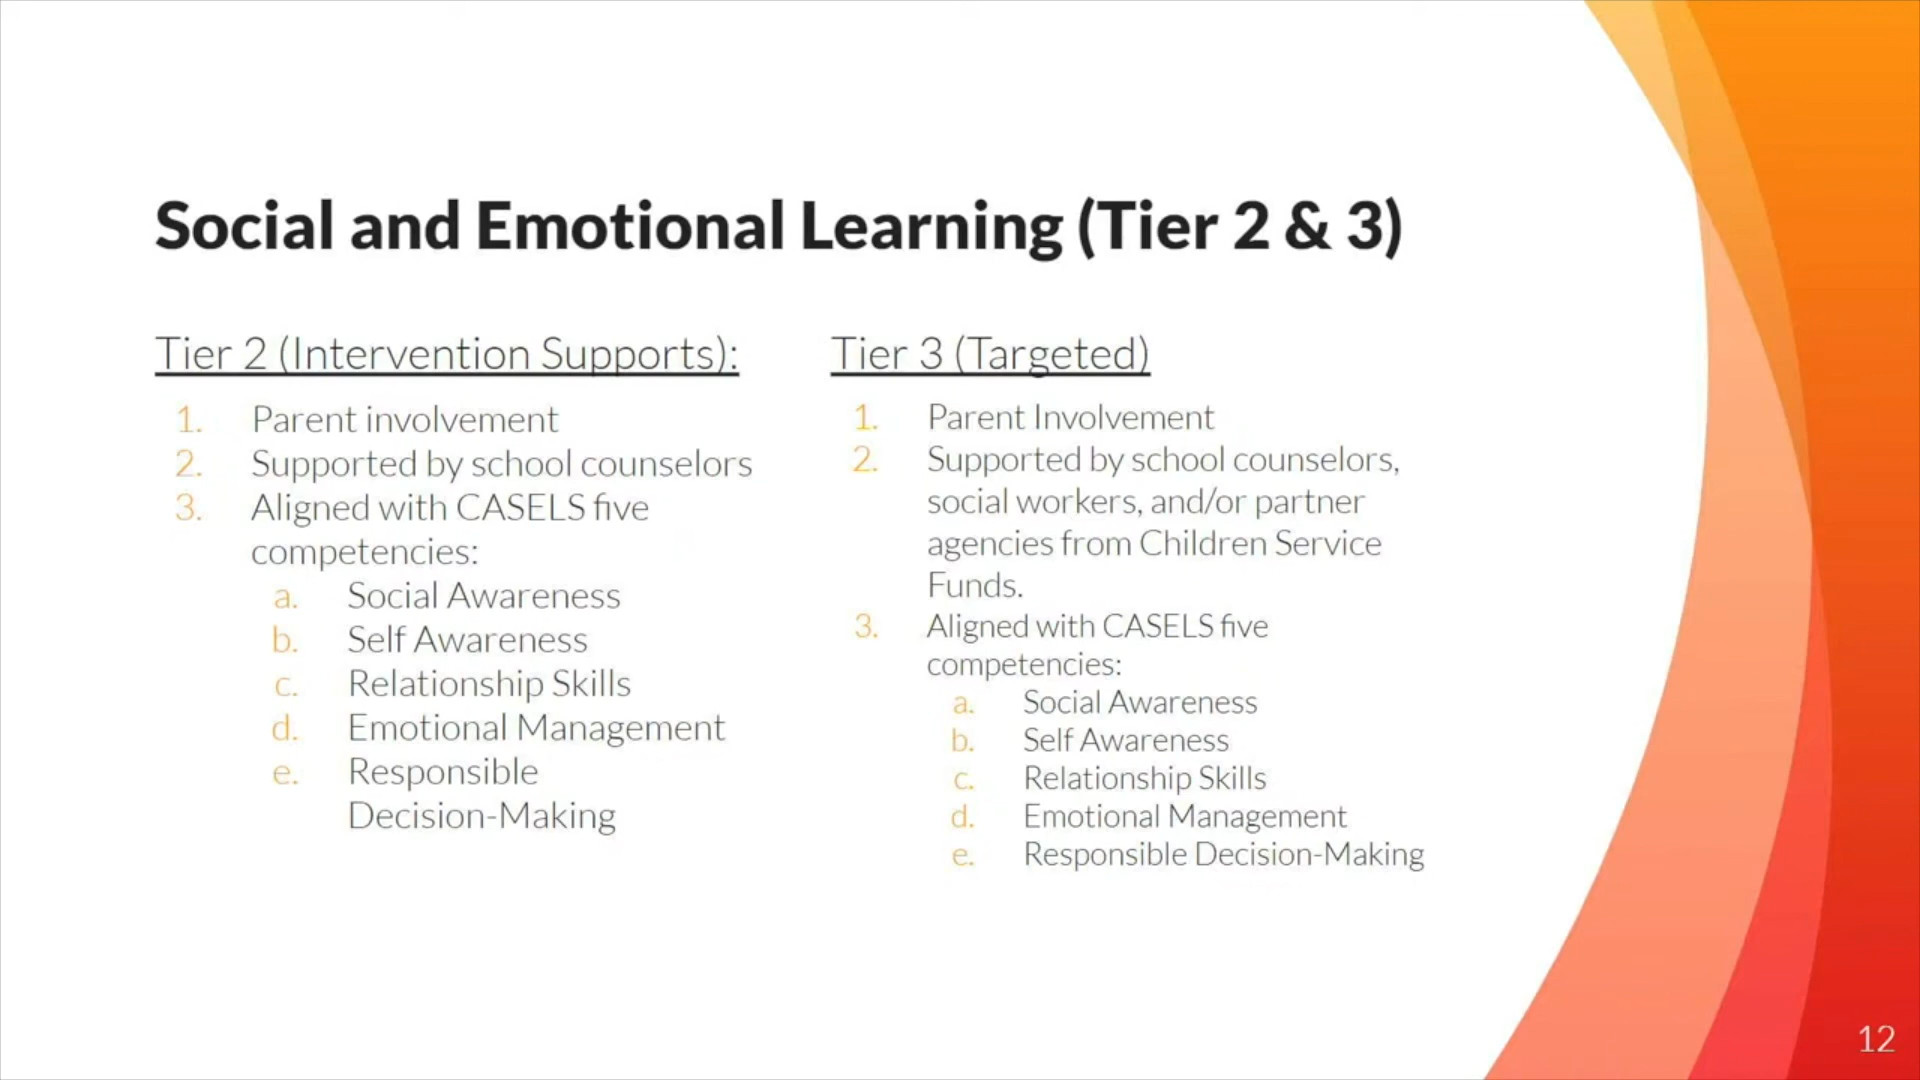 Social and Emotional Learning (Tier 2 & 3)
Tier 2 (Intervention Supports):
1. Parent involvement
2. Supported by school counselors
3. Aligned with CASELS five
competencies:
a. Social Awareness
b. Self Awareness
c. Relationship Skills
d. Emotional Management
e. Responsible
Decision-Making
Tier 3 (Targeted)
1. Parent Involvement
2. Supported by school counselors,
social workers, and/or partner
agencies from Children Service
Funds.
3. Aligned with CASELS five
competencies:
a. Social Awareness
b. Self Awareness
c. Relationship Skills
d. Emotional Management
e. Responsible Decision-Making
12